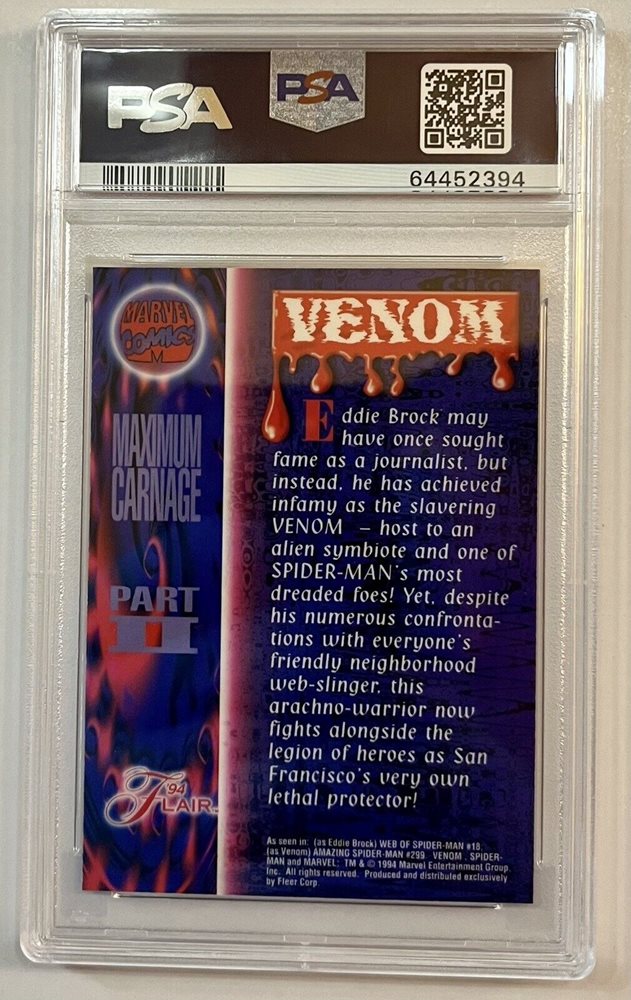 PSA
PSA
64452394
MARVEL
COMICS
M
MAXIMUM
CARNAGE
PART
II
'94
FLAIR™
VENOM
Eddie Brock may
have once sought
fame as a journalist, but
instead, he has achieved
infamy as the slavering
VENOM – host to an
alien symbiote and one of
SPIDER-MAN's most
dreaded foes! Yet, despite
his numerous confronta-
tions with everyone's
friendly neighborhood
web-slinger, this
arachno-warrior now
fights alongside the
legion of heroes as San
Francisco's very own
lethal protector!
As seen in: (as Eddie Brock) WEB OF SPIDER-MAN #18;
(as Venom) AMAZING SPIDER-MAN #299. VENOM, SPIDER-
MAN and MARVEL: TM & © 1994 Marvel Entertainment Group,
Inc. All rights reserved. Produced and distributed exclusively
by Fleer Corp.